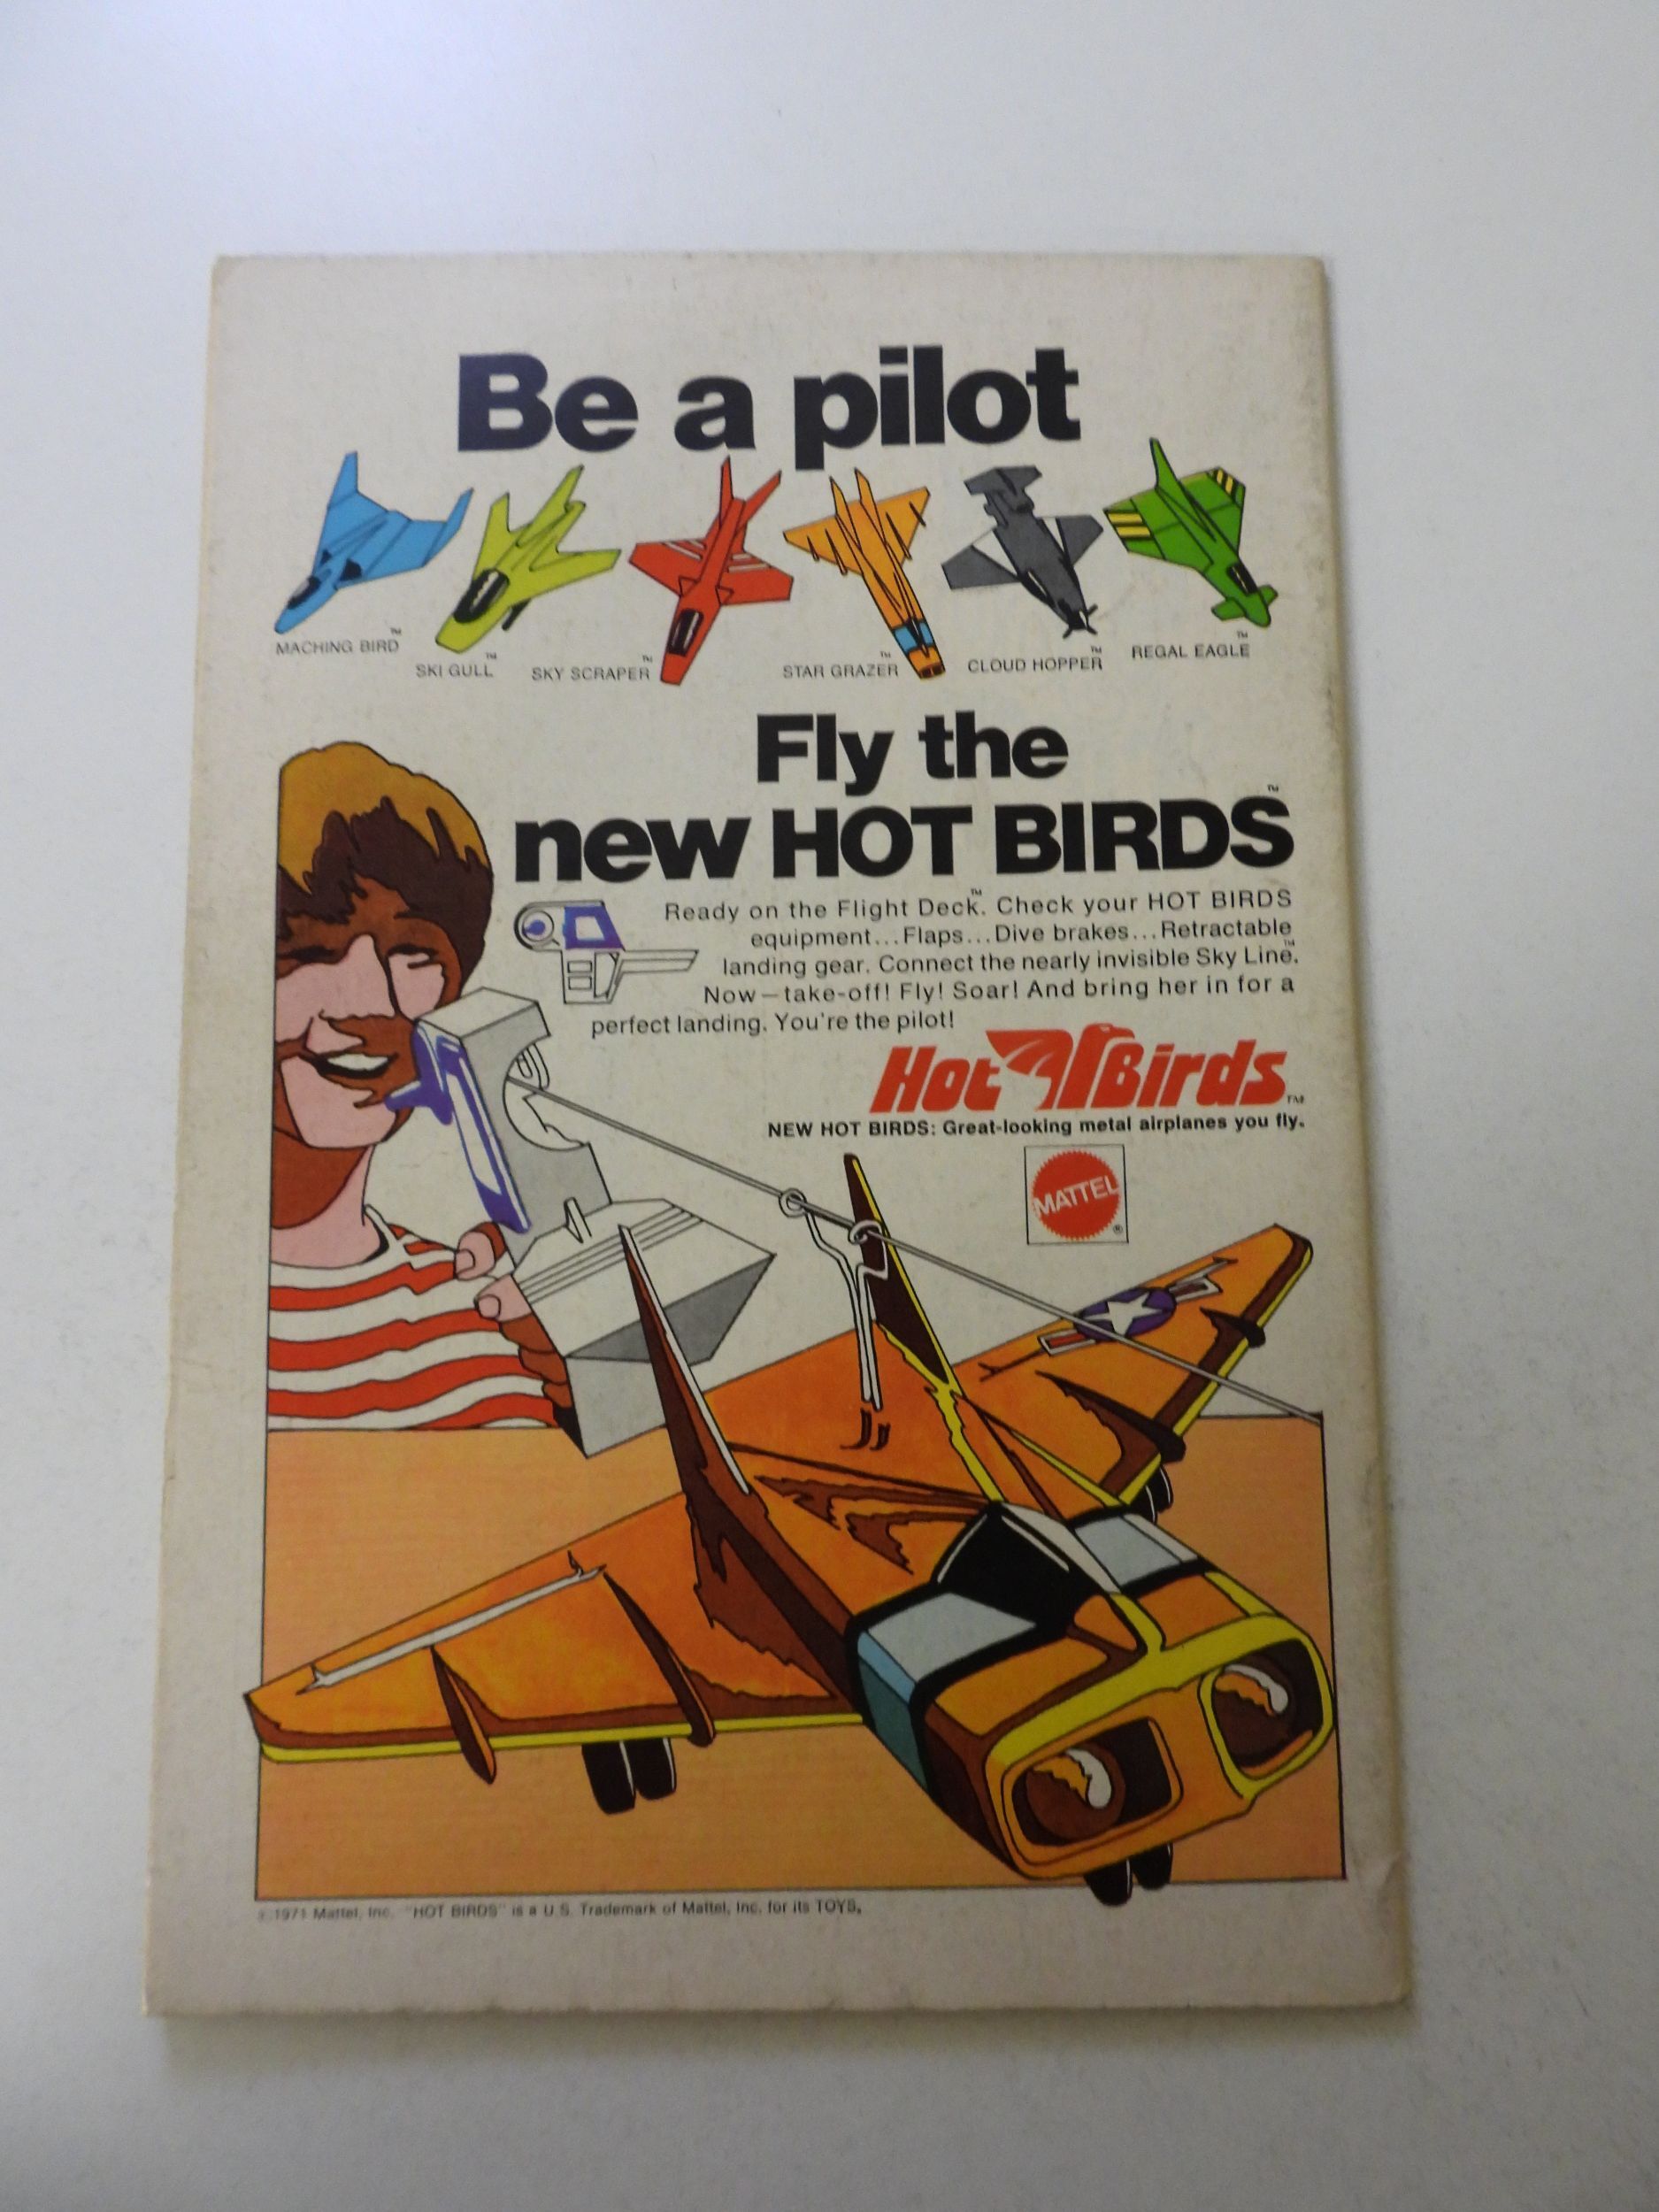 Be a pilot
MACHING BIRD™
SKI GULL™
SKY SCRAPER™
STAR GRAZER™
CLOUD HOPPER™
REGAL EAGLE™
Fly the
new HOT BIRDS™
Ready on the Flight Deck™. Check your HOT BIRDS
equipment...Flaps...Dive brakes...Retractable
landing gear. Connect the nearly invisible Sky Line™.
Now—take-off! Fly! Soar! And bring her in for a
perfect landing. You're the pilot!
Hot Birds™
NEW HOT BIRDS: Great-looking metal airplanes you fly.
MATTEL®
©1971 Mattel, Inc. "HOT BIRDS" is a U.S. Trademark of Mattel, Inc. for its TOYS.